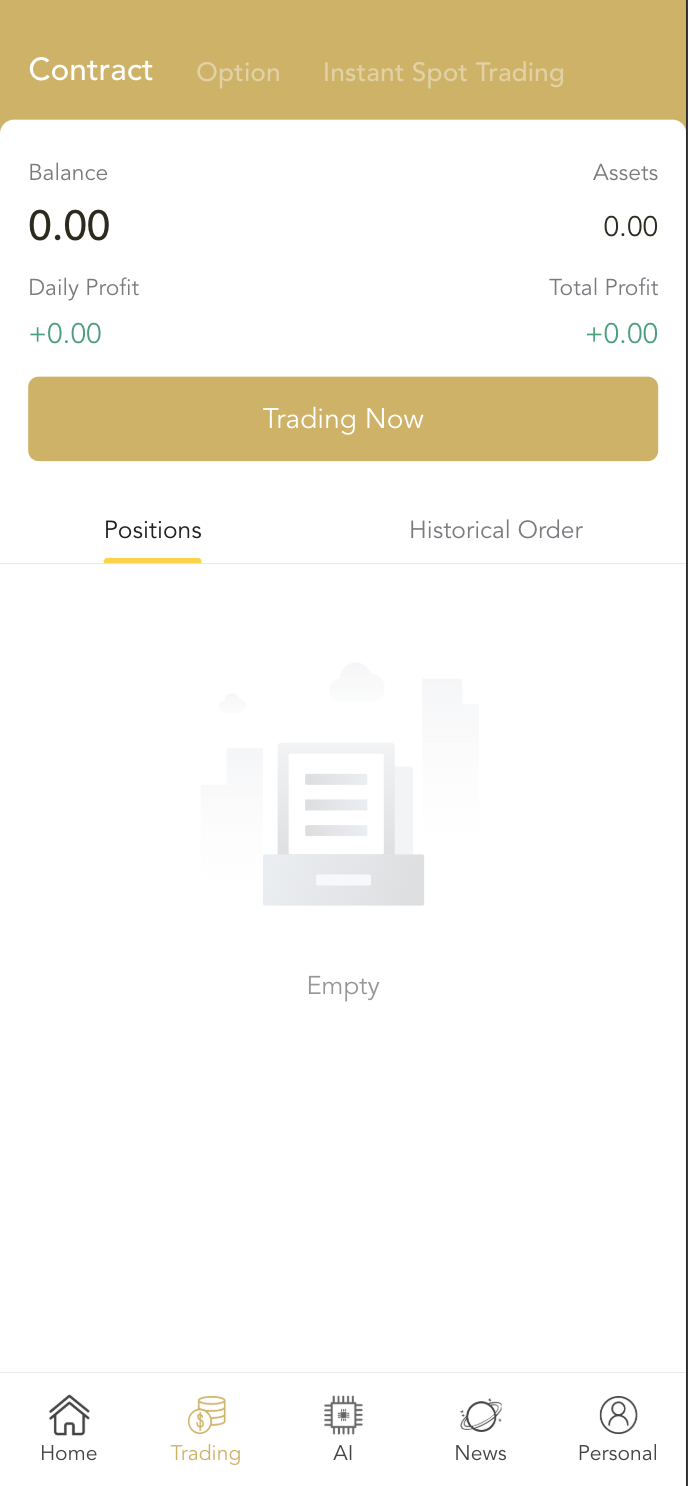 Contract Option Instant Spot Trading
Balance Assets
0.00 0.00
Daily Profit Total Profit
+0.00 +0.00
Trading Now
Positions Historical Order
Empty
Home Trading AI News Personal